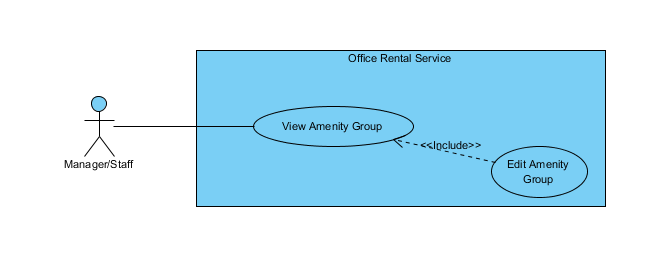 Office Rental Service
View Amenity Group
<<Include>>
Edit Amenity
Group
Manager/Staff